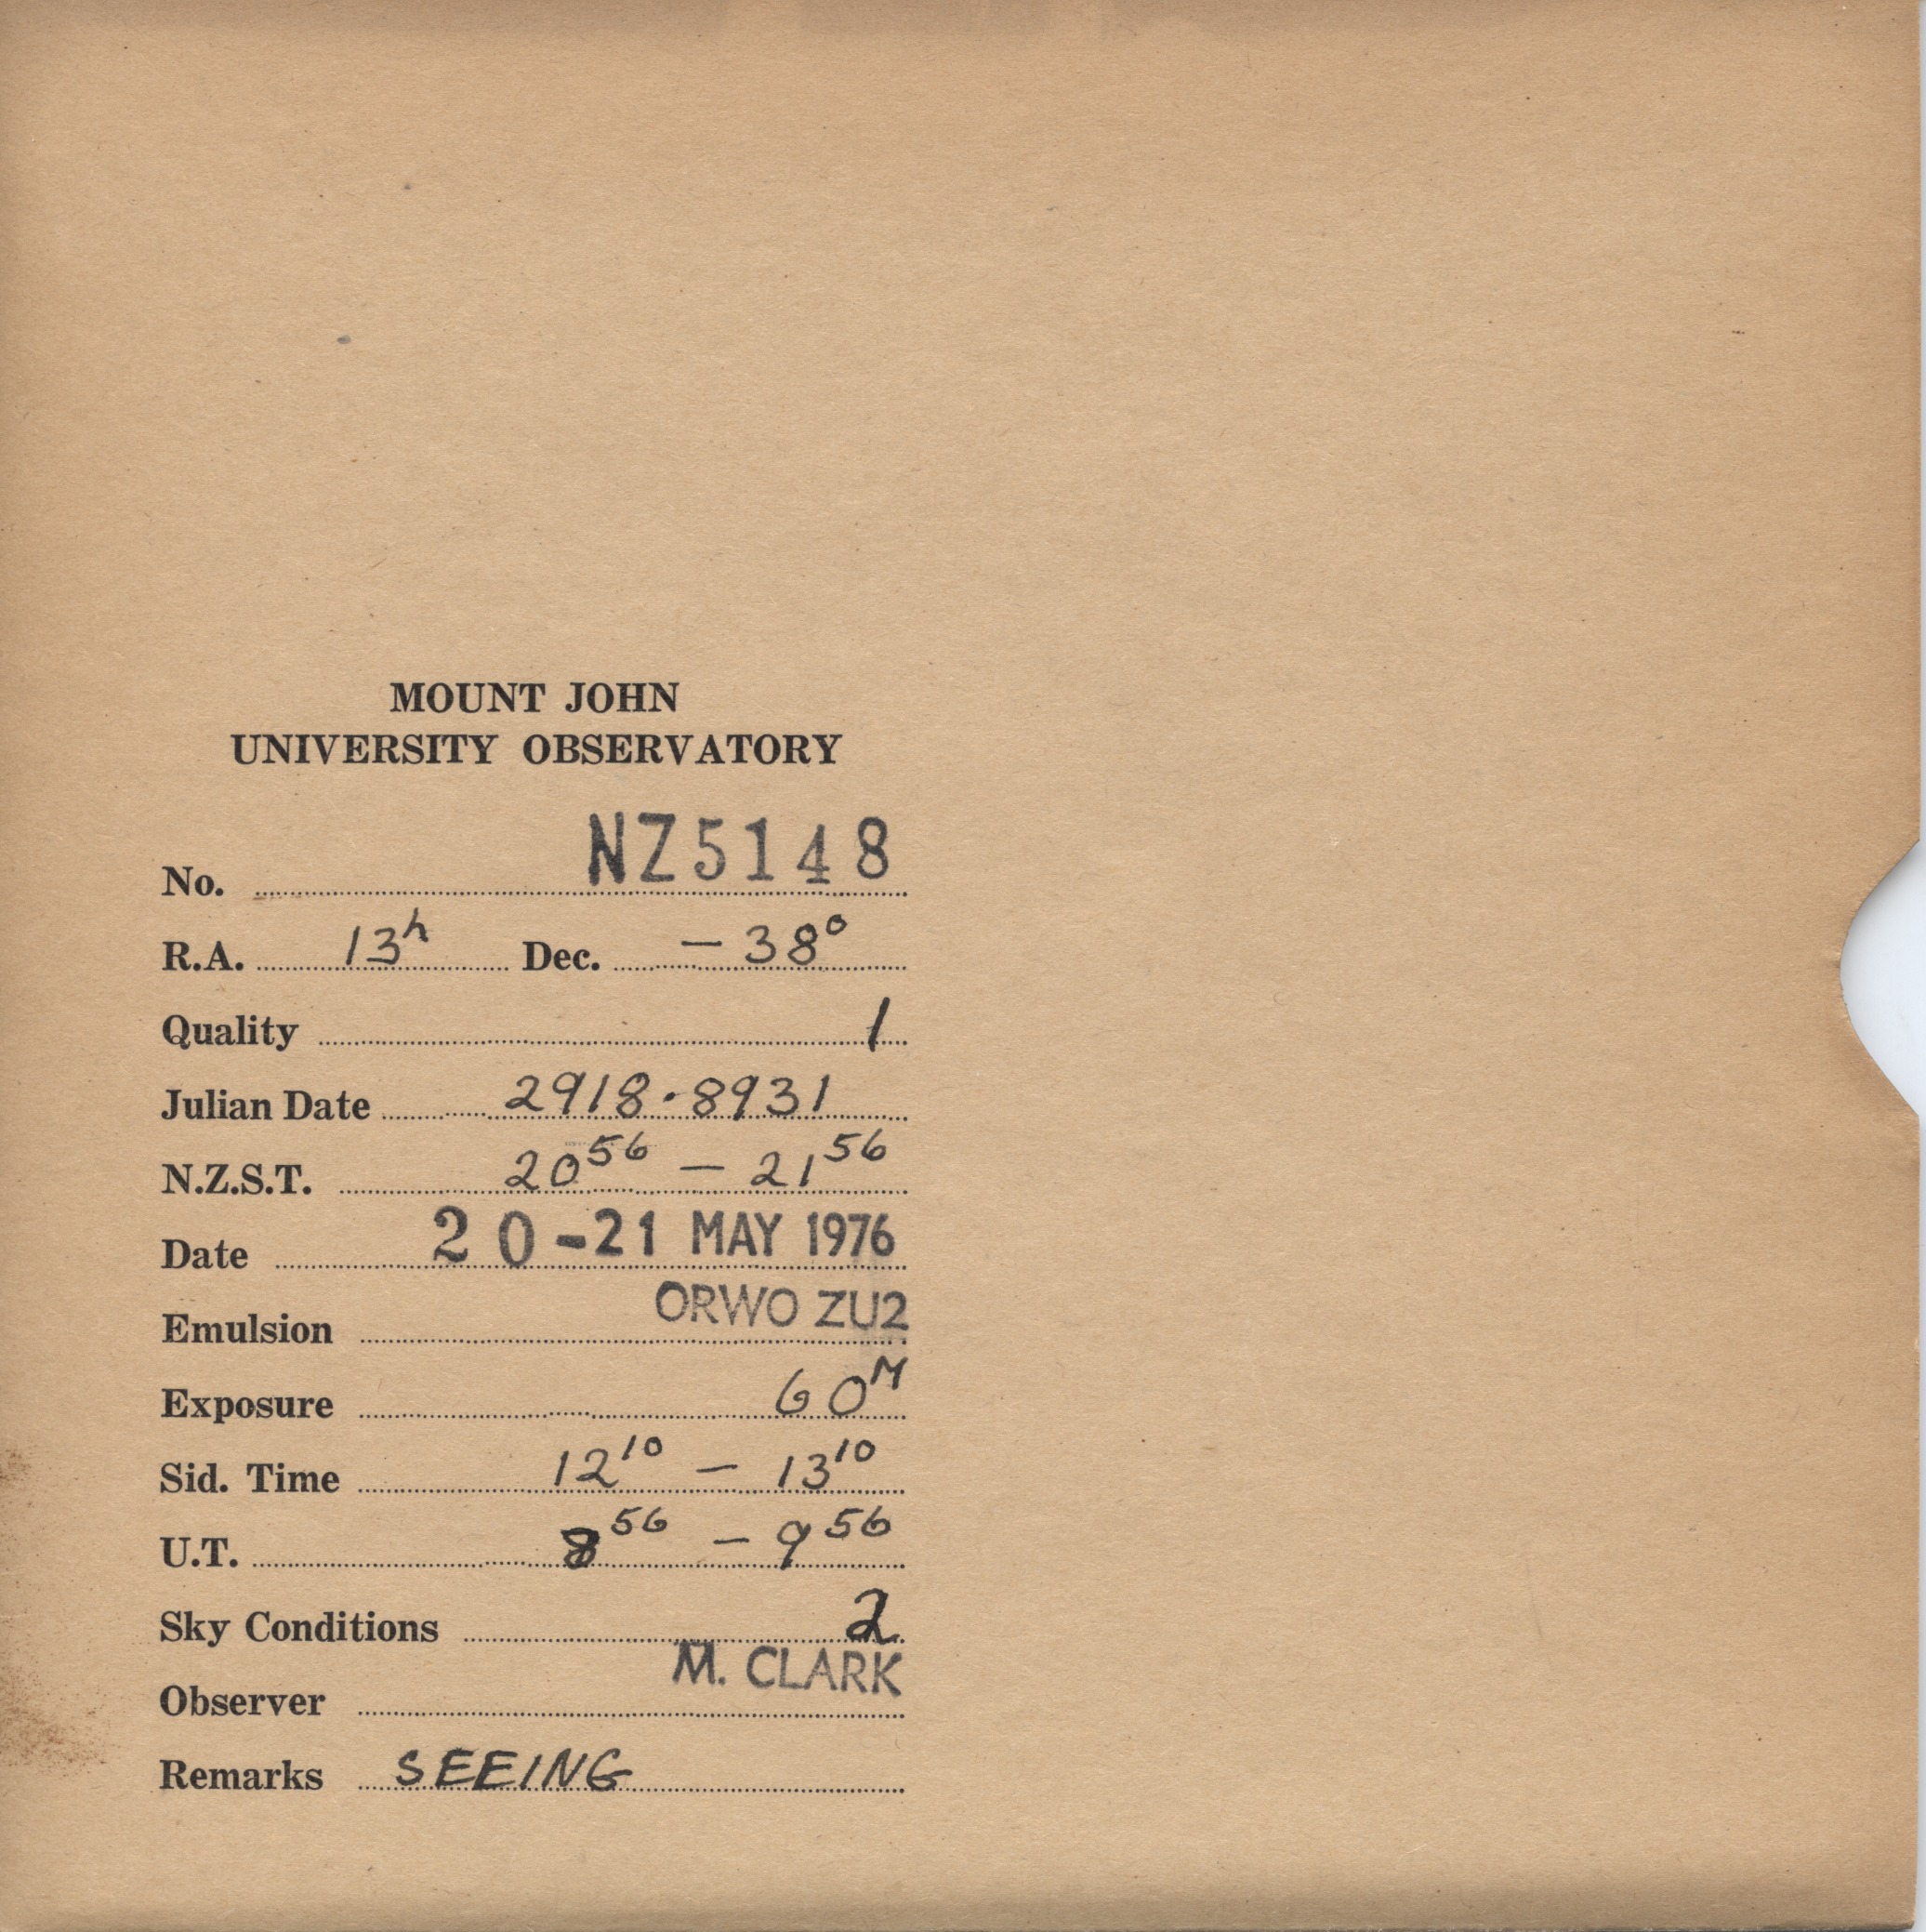 MOUNT JOHN
UNIVERSITY OBSERVATORY
No. NZ5148
R.A. 13ʰ Dec. -38°
Quality 1
Julian Date 2918.8931
N.Z.S.T. 20⁵⁶ - 21⁵⁶
Date 20-21 MAY 1976
Emulsion ORWO ZU2
Exposure 60ᴹ
Sid. Time 12¹⁰ - 13¹⁰
U.T. 8⁵⁶ - 9⁵⁶
Sky Conditions 2
Observer M. CLARK
Remarks SEEING